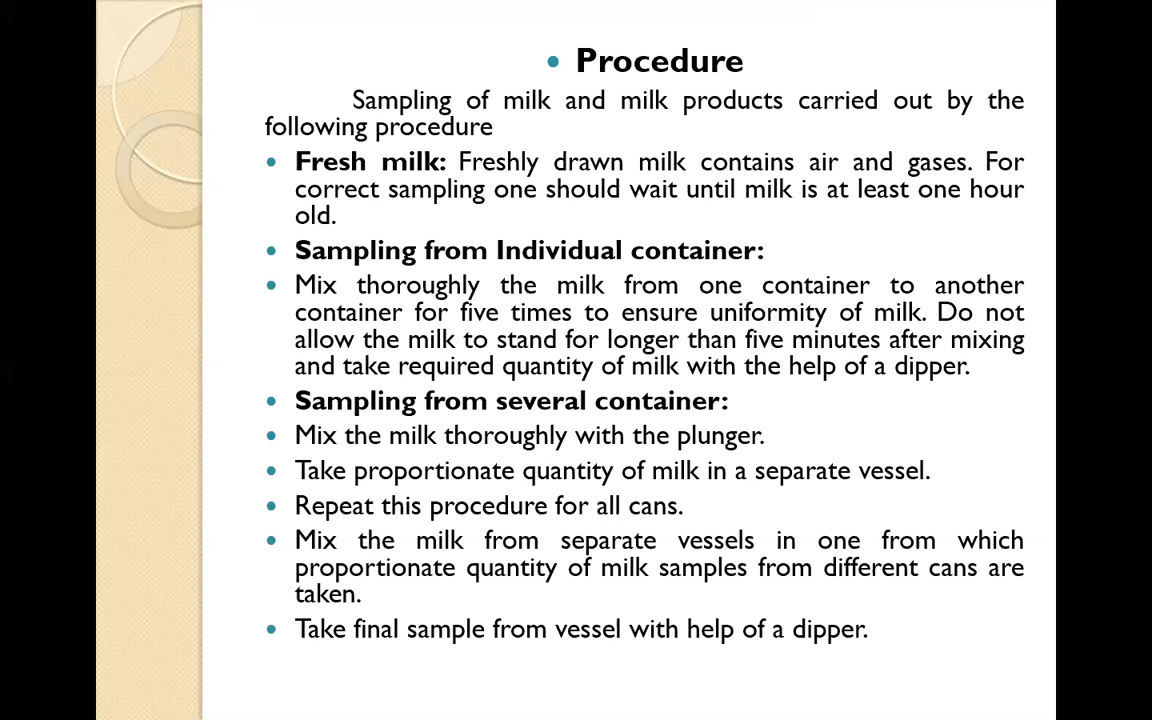 • Procedure
Sampling of milk and milk products carried out by the
following procedure
• Fresh milk: Freshly drawn milk contains air and gases. For
correct sampling one should wait until milk is at least one hour
old.
• Sampling from Individual container:
• Mix thoroughly the milk from one container to another
container for five times to ensure uniformity of milk. Do not
allow the milk to stand for longer than five minutes after mixing
and take required quantity of milk with the help of a dipper.
• Sampling from several container:
• Mix the milk thoroughly with the plunger.
• Take proportionate quantity of milk in a separate vessel.
• Repeat this procedure for all cans.
• Mix the milk from separate vessels in one from which
proportionate quantity of milk samples from different cans are
taken.
• Take final sample from vessel with help of a dipper.